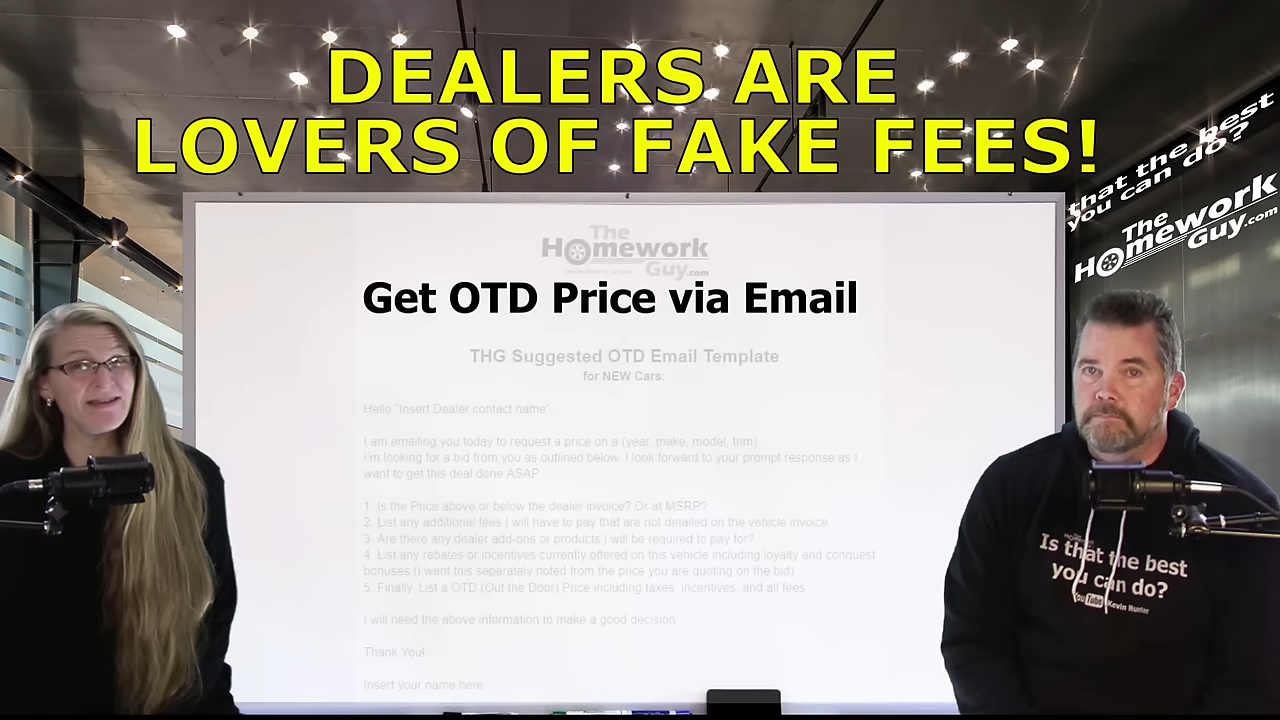 DEALERS ARE
LOVERS OF FAKE FEES!
best
that the
you can do?
The
Homework
Guy.com
The
Homework
Guy.com
Get OTD Price via Email
THG Suggested OTD Email Template
for NEW Cars:
Hello "Insert Dealer contact name",
I am emailing you today to request a price on a (year, make, model, trim)
I'm looking for a bid from you as outlined below. I look forward to your prompt response as I
want to get this deal done ASAP
1. Is the Price above or below the dealer invoice? Or at MSRP?
2. List any additional fees I will have to pay that are not detailed on the vehicle invoice
3. Are there any dealer add-ons or products I will be required to pay for?
4. List any rebates or incentives currently offered on this vehicle including loyalty and conquest
bonuses (I want this separately noted from the price you are quoting on the bid)
5. Finally, List a OTD (Out the Door) Price including taxes, incentives, and all fees
I will need the above information to make a good decision
Thank You!
Insert your name here
Is that the best
you can do?
YouTube Kevin Hunter